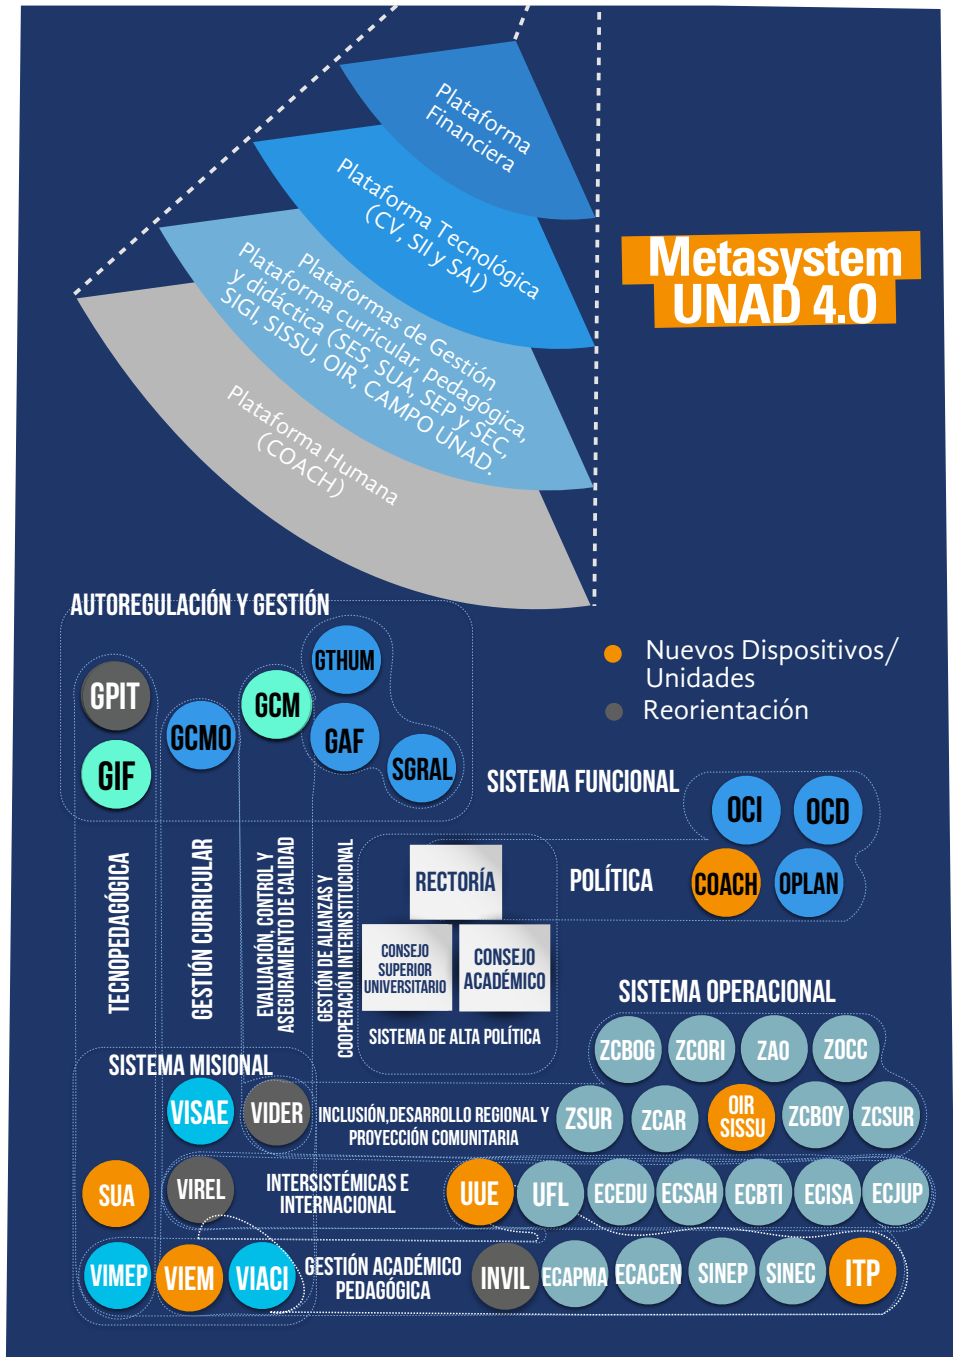 Plataforma
Financiera
Plataforma Tecnológica
(CV, SII y SAI)
Plataformas de Gestión
Plataforma curricular, pedagógica,
y didáctica (SES, SUA, SEP y SEC,
SIGI, SISSU, OIR, CAMPO UNAD.
Plataforma Humana
(COACH)
Metasystem
UNAD 4.0
AUTOREGULACIÓN Y GESTIÓN
GTHUM
GPIT
GCM
GCMO
GAF
GIF
SGRAL
Nuevos Dispositivos/
Unidades
Reorientación
SISTEMA FUNCIONAL
OCI
OCD
POLÍTICA
COACH
OPLAN
TECNOPEDAGÓGICA
GESTIÓN CURRICULAR
EVALUACIÓN, CONTROL Y
ASEGURAMIENTO DE CALIDAD
GESTIÓN DE ALIANZAS Y
COOPERACIÓN INTERINSTITUCIONAL
RECTORÍA
CONSEJO
SUPERIOR
UNIVERSITARIO
CONSEJO
ACADÉMICO
SISTEMA DE ALTA POLÍTICA
SISTEMA OPERACIONAL
ZCBOG
ZCORI
ZAO
ZOCC
SISTEMA MISIONAL
VISAE
VIDER
INCLUSIÓN,DESARROLLO REGIONAL Y
PROYECCIÓN COMUNITARIA
ZSUR
ZCAR
OIR
SISSU
ZCBOY
ZCSUR
SUA
VIREL
INTERSISTÉMICAS E
INTERNACIONAL
UUE
UFL
ECEDU
ECSAH
ECBTI
ECISA
ECJUP
VIMEP
VIEM
VIACI
GESTIÓN ACADÉMICO
PEDAGÓGICA
INVIL
ECAPMA
ECACEN
SINEP
SINEC
ITP